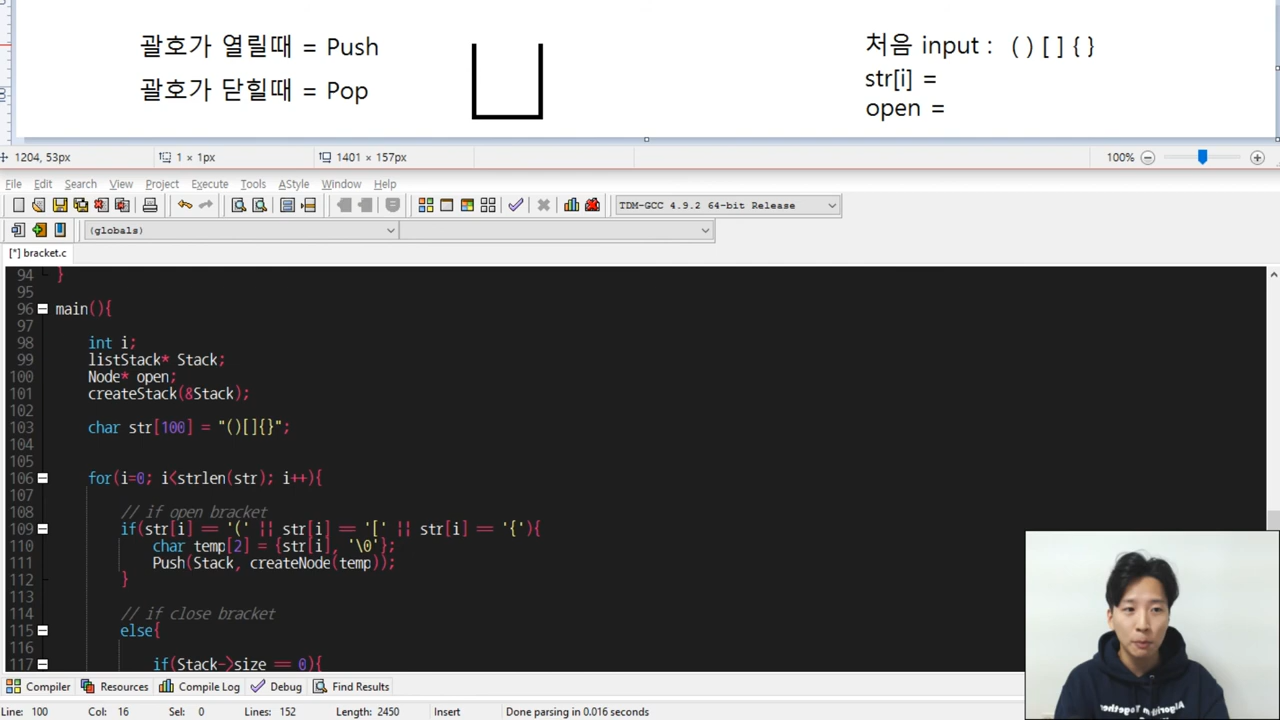 괄호가 열릴때 = Push
괄호가 닫힐때 = Pop
처음 input : ( ) [ ] { }
str[i] =
open =
1204, 53px
1 × 1px
1401 × 157px
100%
File Edit Search View Project Execute Tools AStyle Window Help
TDM-GCC 4.9.2 64-bit Release
(globals)
[*] bracket.c
94 }
95
96 main(){
97
98 int i;
99 listStack* Stack;
100 Node* open;
101 createStack(&Stack);
102
103 char str[100] = "()[]{}";
104
105
106 for(i=0; i<strlen(str); i++){
107
108 // if open bracket
109 if(str[i] == '(' || str[i] == '[' || str[i] == '{'){
110 char temp[2] = {str[i], '\0'};
111 Push(Stack, createNode(temp));
112 }
113
114 // if close bracket
115 else{
116
117 if(Stack->size == 0){
Compiler Resources Compile Log Debug Find Results
Line: 100 Col: 16 Sel: 0 Lines: 152 Length: 2450 Insert Done parsing in 0.016 seconds